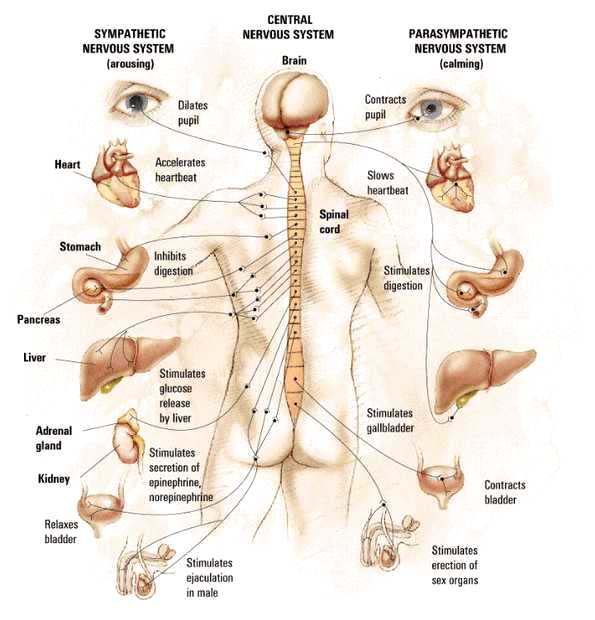 SYMPATHETIC
NERVOUS SYSTEM
(arousing)
CENTRAL
NERVOUS SYSTEM
Brain
PARASYMPATHETIC
NERVOUS SYSTEM
(calming)
Dilates
pupil
Contracts
pupil
Heart
Accelerates
heartbeat
Slows
heartbeat
Spinal
cord
Stomach
Inhibits
digestion
Stimulates
digestion
Pancreas
Liver
Stimulates
glucose
release
by liver
Stimulates
gallbladder
Adrenal
gland
Kidney
Stimulates
secretion of
epinephrine,
norepinephrine
Contracts
bladder
Relaxes
bladder
Stimulates
ejaculation
in male
Stimulates
erection of
sex organs